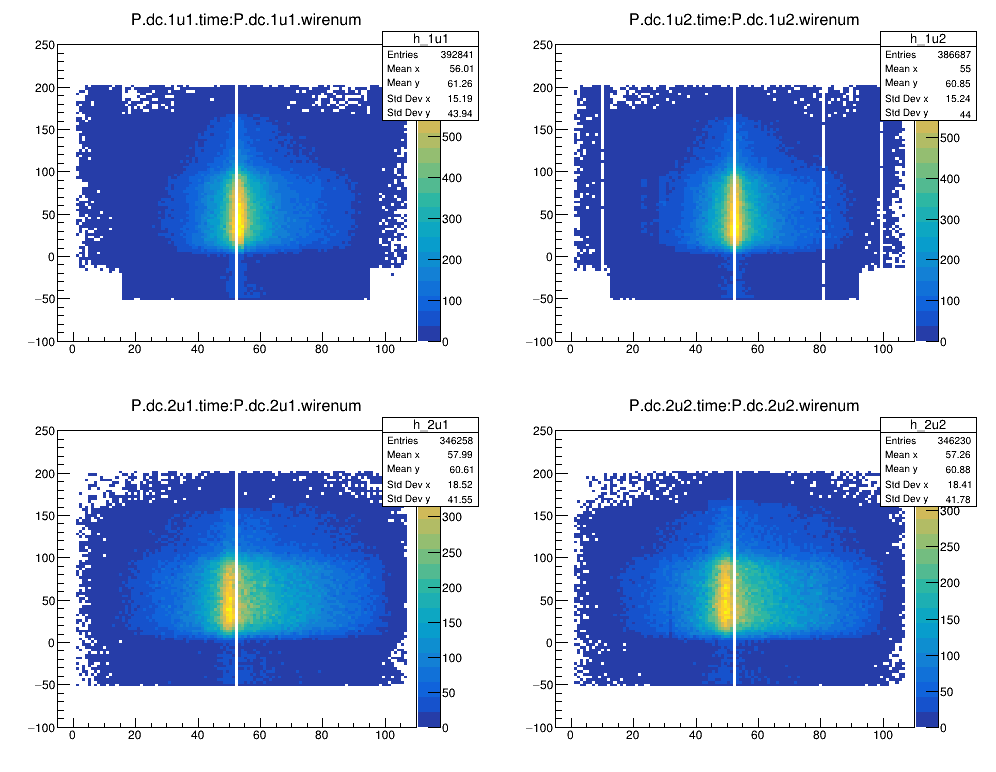 P.dc.1u1.time:P.dc.1u1.wirenum
h_1u1
Entries 392841
Mean x 56.01
Mean y 61.26
Std Dev x 15.19
Std Dev y 43.94
250
200
150
100
50
0
−50
−100
0 20 40 60 80 100
500
400
300
200
100
0
P.dc.1u2.time:P.dc.1u2.wirenum
h_1u2
Entries 386687
Mean x 55
Mean y 60.85
Std Dev x 15.24
Std Dev y 44
250
200
150
100
50
0
−50
−100
0 20 40 60 80 100
500
400
300
200
100
0
P.dc.2u1.time:P.dc.2u1.wirenum
h_2u1
Entries 346258
Mean x 57.99
Mean y 60.61
Std Dev x 18.52
Std Dev y 41.55
250
200
150
100
50
0
−50
−100
0 20 40 60 80 100
300
250
200
150
100
50
0
P.dc.2u2.time:P.dc.2u2.wirenum
h_2u2
Entries 346230
Mean x 57.26
Mean y 60.88
Std Dev x 18.41
Std Dev y 41.78
250
200
150
100
50
0
−50
−100
0 20 40 60 80 100
300
250
200
150
100
50
0